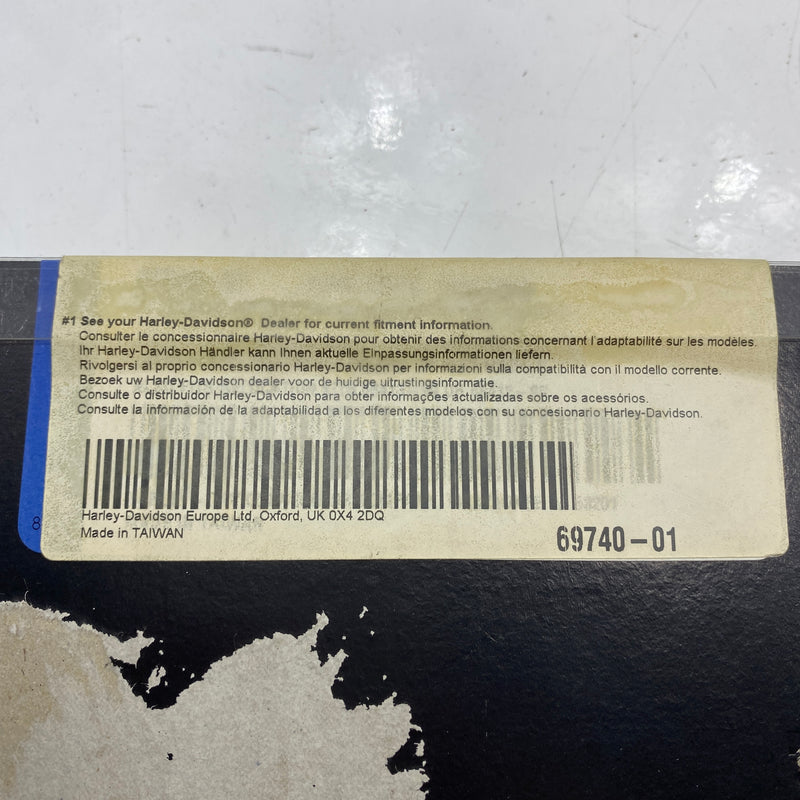 #1 See your Harley-Davidson® Dealer for current fitment information.
Consulter le concessionnaire Harley-Davidson pour obtenir des informations concernant l'adaptabilité sur les modèles.
Ihr Harley-Davidson Händler kann Ihnen aktuelle Einpassungsinformationen liefern.
Rivolgersi al proprio concessionario Harley-Davidson per informazioni sulla compatibilità con il modello corrente.
Bezoek uw Harley-Davidson dealer voor de huidige uitrustingsinformatie.
Consulte o distribuidor Harley-Davidson para obter informações actualizadas sobre os acessórios.
Consulte la información de la adaptabilidad a los diferentes modelos con su concesionario Harley-Davidson.
Harley-Davidson Europe Ltd, Oxford, UK 0X4 2DQ
Made in TAIWAN
69740-01
8